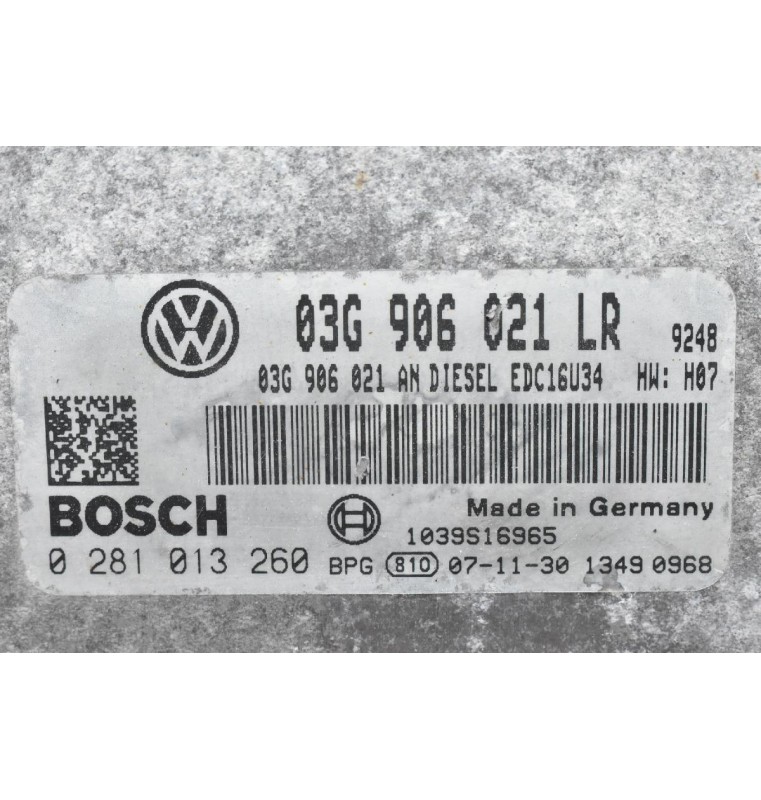 03G 906 021 LR 9248
03G 906 021 AN DIESEL EDC16U34 HW: H07
BOSCH Made in Germany
1039S16965
0 281 013 260 BPG 810 07-11-30 1349 0968